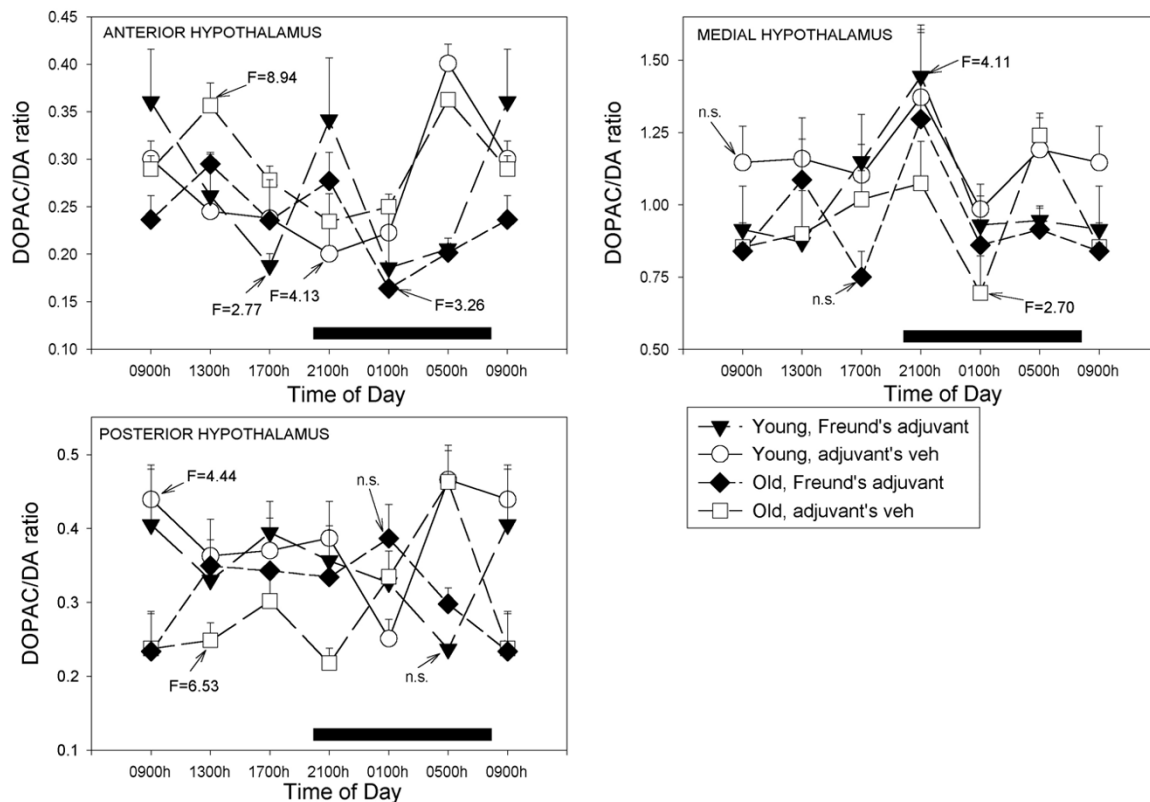 ANTERIOR HYPOTHALAMUS
DOPAC/DA ratio
0.45
0.40
0.35
0.30
0.25
0.20
0.15
0.10
F=8.94
F=2.77
F=4.13
F=3.26
0900h 1300h 1700h 2100h 0100h 0500h 0900h
Time of Day
MEDIAL HYPOTHALAMUS
DOPAC/DA ratio
1.50
1.25
1.00
0.75
0.50
n.s.
F=4.11
n.s.
F=2.70
0900h 1300h 1700h 2100h 0100h 0500h 0900h
Time of Day
POSTERIOR HYPOTHALAMUS
DOPAC/DA ratio
0.5
0.4
0.3
0.2
0.1
F=4.44
n.s.
F=6.53
n.s.
0900h 1300h 1700h 2100h 0100h 0500h 0900h
Time of Day
Young, Freund's adjuvant
Young, adjuvant's veh
Old, Freund's adjuvant
Old, adjuvant's veh